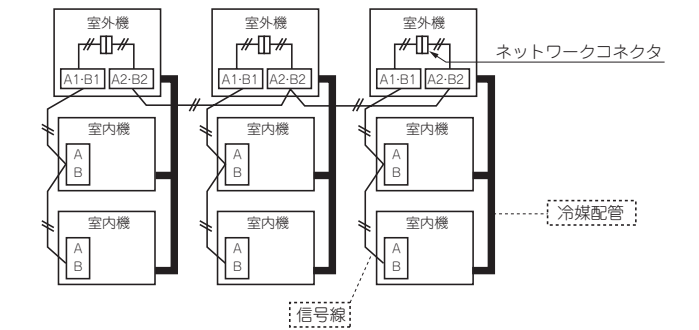 室外機
室外機
室外機
ネットワークコネクタ
A1·B1
A2·B2
A1·B1
A2·B2
A1·B1
A2·B2
室内機
室内機
室内機
A
B
A
B
A
B
室内機
室内機
室内機
冷媒配管
A
B
A
B
A
B
信号線